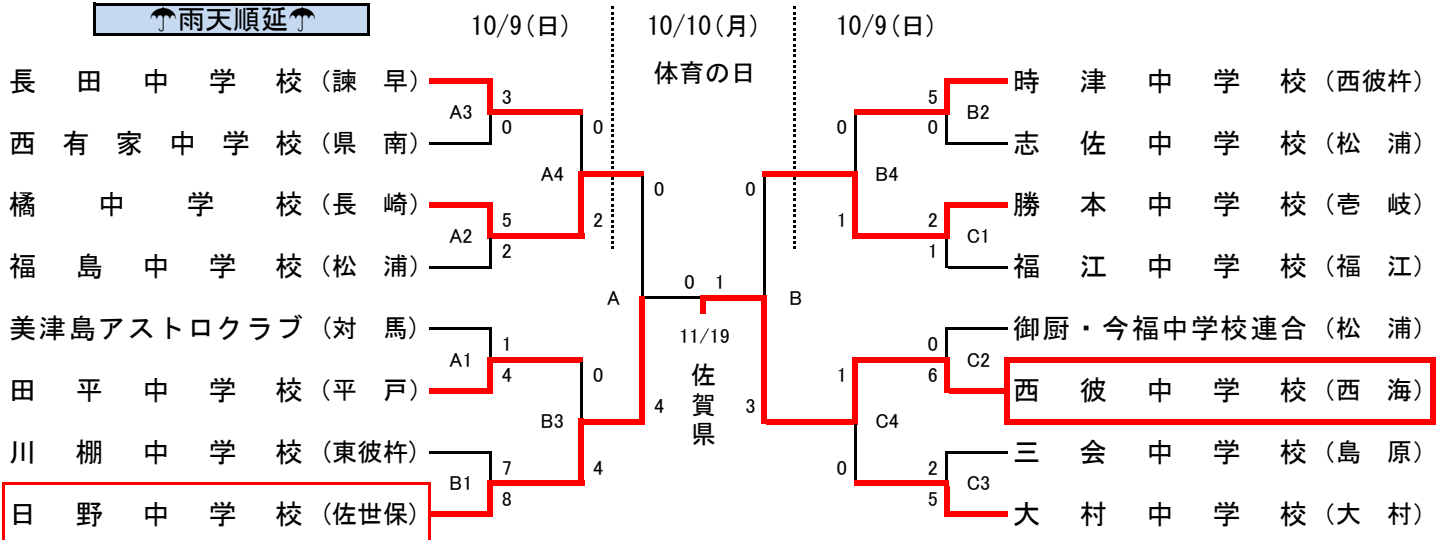 ☂雨天順延☂
10/9(日)
10/10(月)
10/9(日)
体育の日
長田中学校(諫早)
3
A3
0
西有家中学校(県南)
0
A4
2
橘中学校(長崎)
5
A2
2
福島中学校(松浦)
0
A
4
美津島アストロクラブ(対馬)
1
A1
4
田平中学校(平戸)
0
B3
4
川棚中学校(東彼杵)
7
B1
8
日野中学校(佐世保)
0 1
11/19
佐賀県
時津中学校(西彼杵)
5
B2
0
志佐中学校(松浦)
0
B4
1
勝本中学校(壱岐)
2
C1
1
福江中学校(福江)
0
B
3
御厨・今福中学校連合(松浦)
0
C2
6
西彼中学校(西海)
1
C4
0
三会中学校(島原)
2
C3
5
大村中学校(大村)